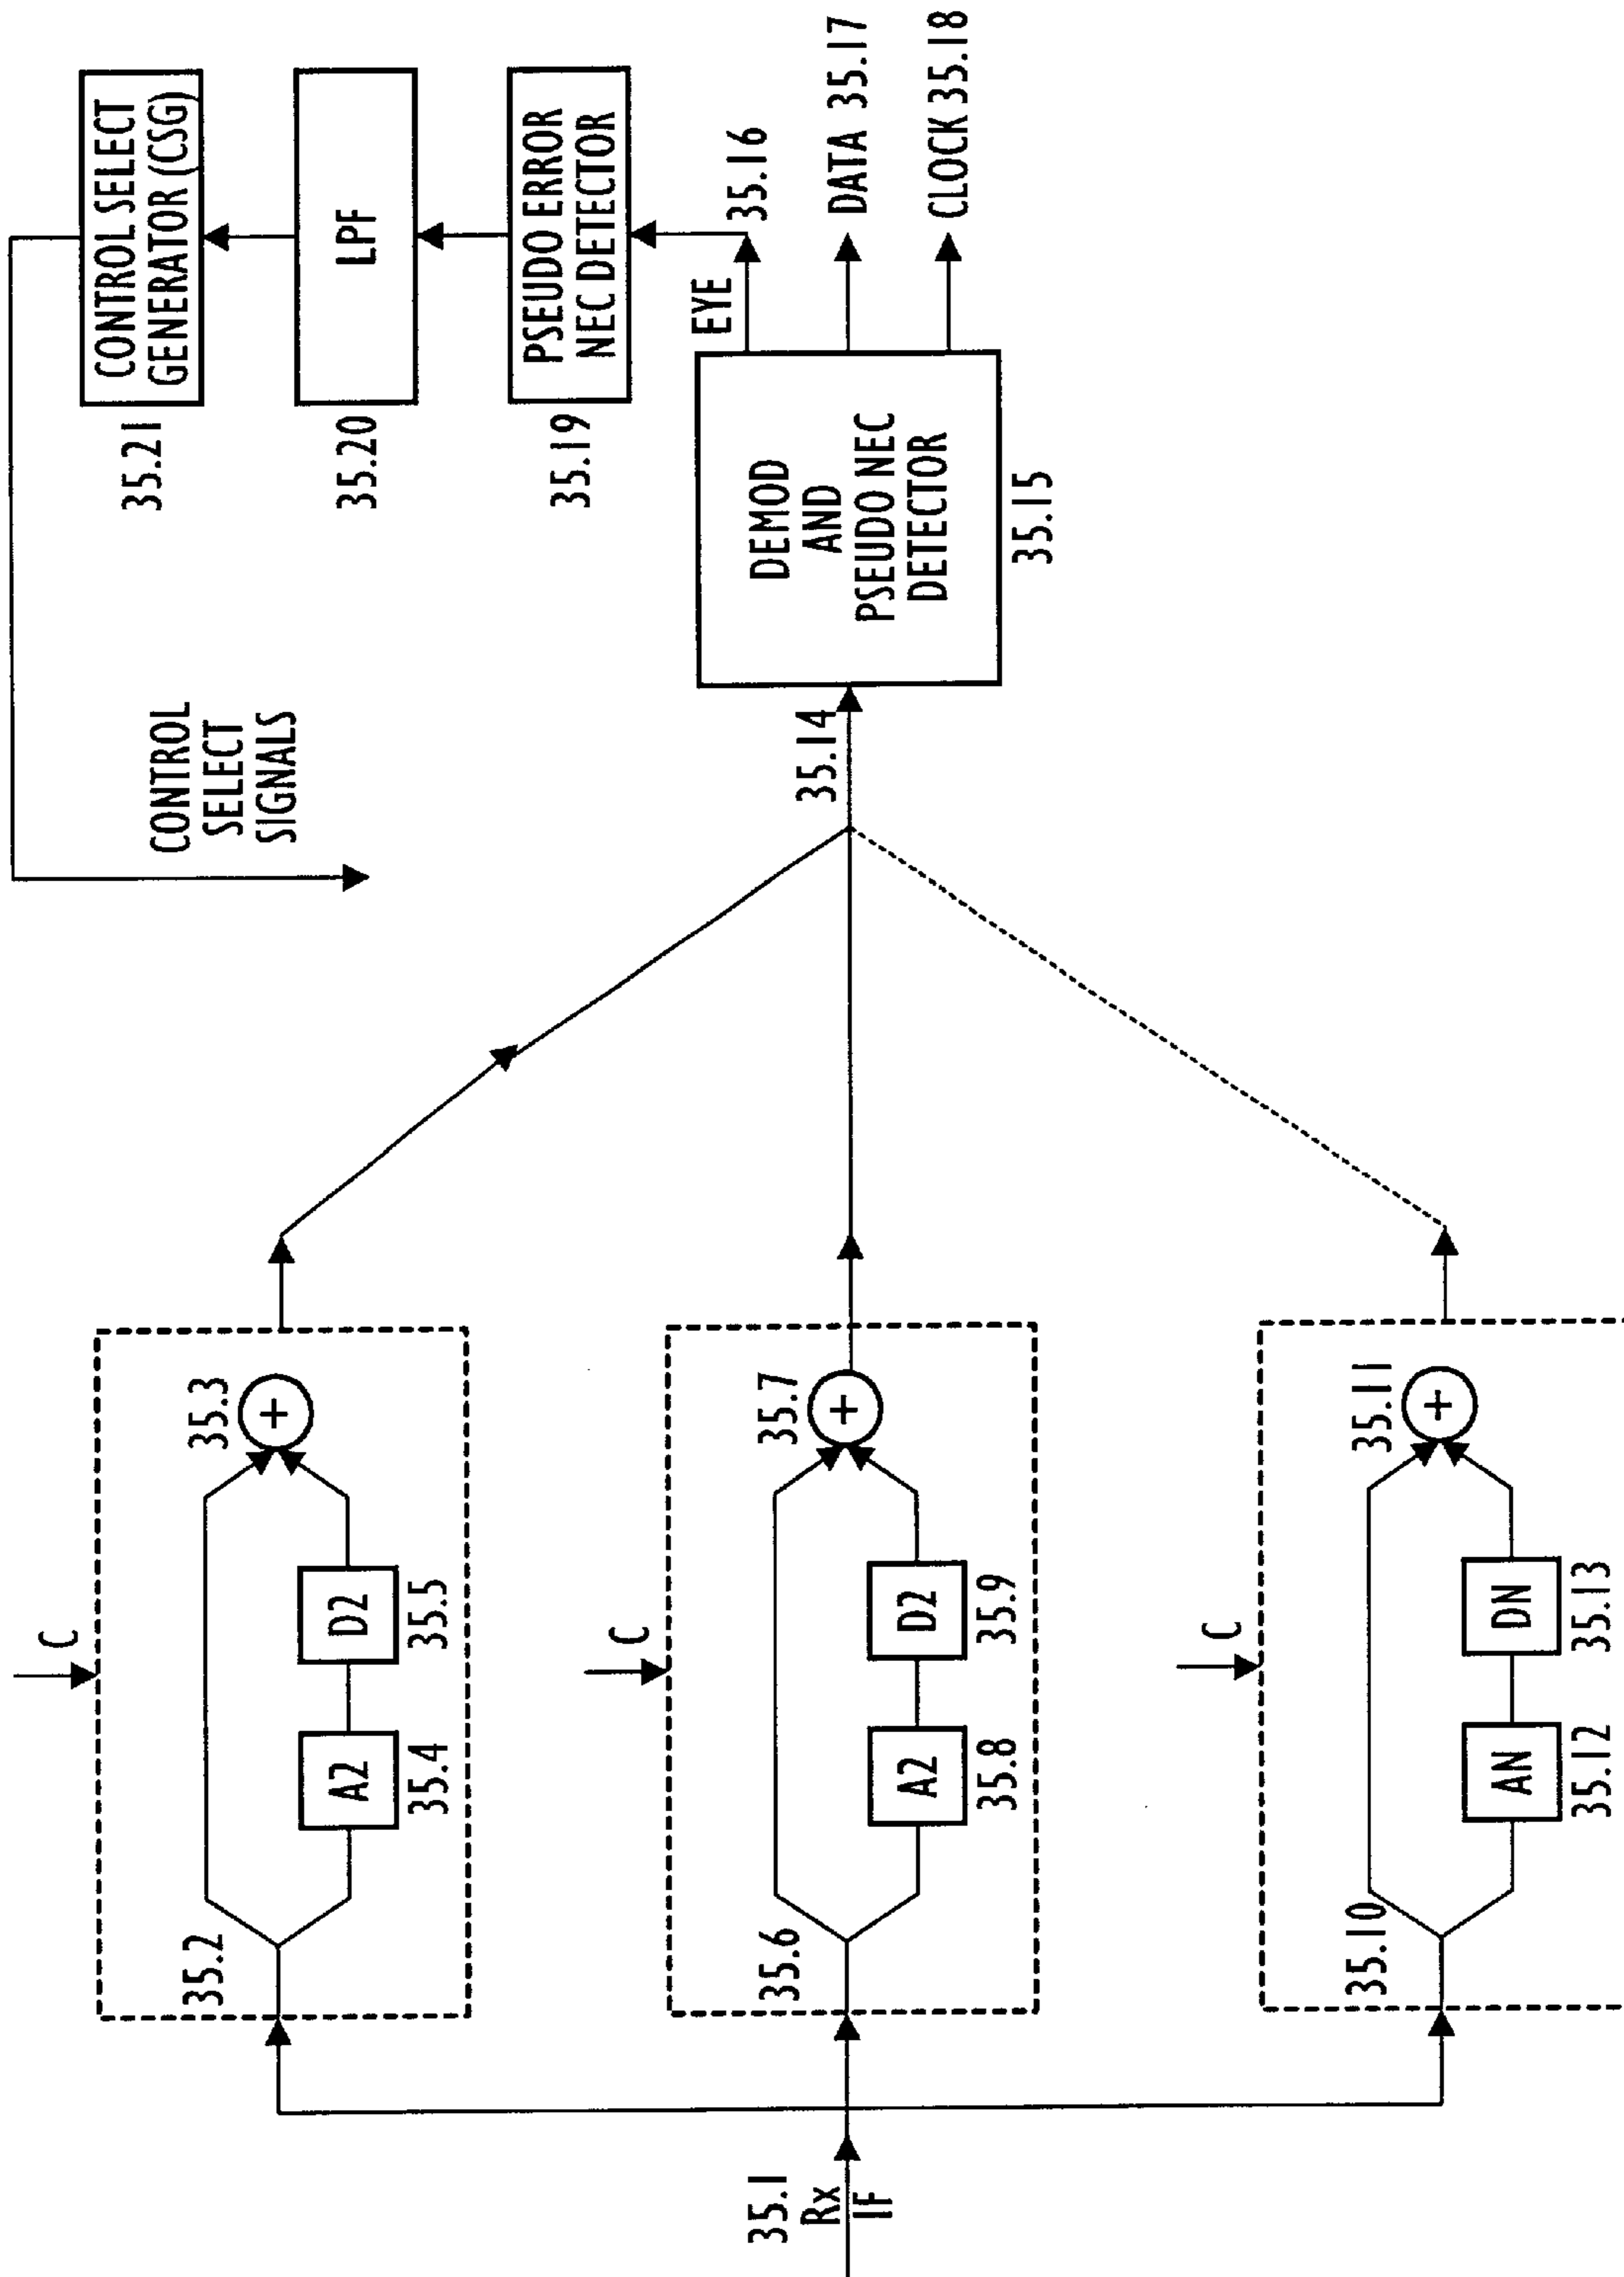 35.1
Rx
IF
C
35.2
35.3
A2
D2
35.4
35.5
C
35.6
35.7
A2
D2
35.8
35.9
C
35.10
35.11
AN
DN
35.12
35.13
CONTROL
SELECT
SIGNALS
35.14
DEMOD
AND
PSEUDO NEC
DETECTOR
35.15
EYE
35.16
DATA 35.17
CLOCK 35.18
PSEUDO ERROR
NEC DETECTOR
35.19
LPF
35.20
CONTROL SELECT
GENERATOR (CSG)
35.21